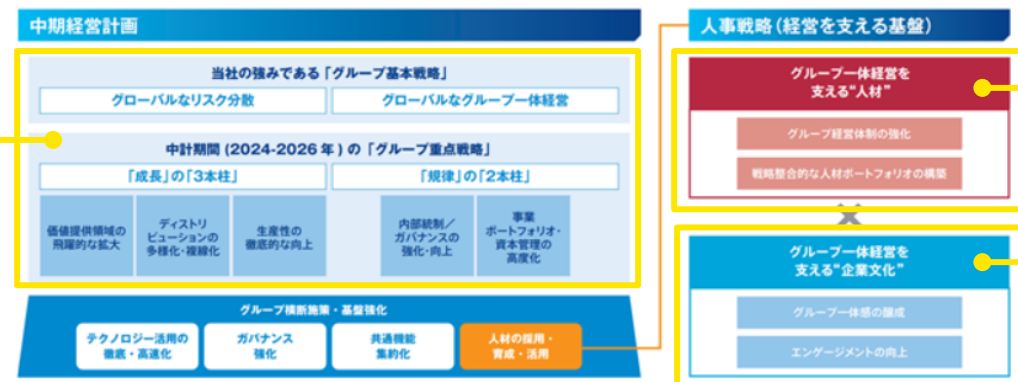 中期経営計画
当社の強みである「グループ基本戦略」
グローバルなリスク分散
グローバルなグループ一体経営
中計期間 (2024-2026 年) の「グループ重点戦略」
「成長」の「3本柱」
「規律」の「2本柱」
価値提供領域の
飛躍的な拡大
ディストリ
ビューションの
多様化・複線化
生産性の
徹底的な向上
内部統制／
ガバナンスの
強化・向上
事業
ポートフォリオ・
資本管理の
高度化
グループ横断施策・基盤強化
テクノロジー活用の
徹底・高速化
ガバナンス
強化
共通機能
集約化
人材の採用・
育成・活用
人事戦略（経営を支える基盤）
グループ一体経営を
支える“人材”
グループ経営体制の強化
戦略整合的な人材ポートフォリオの構築
×
グループ一体経営を
支える“企業文化”
グループ一体感の醸成
エンゲージメントの向上